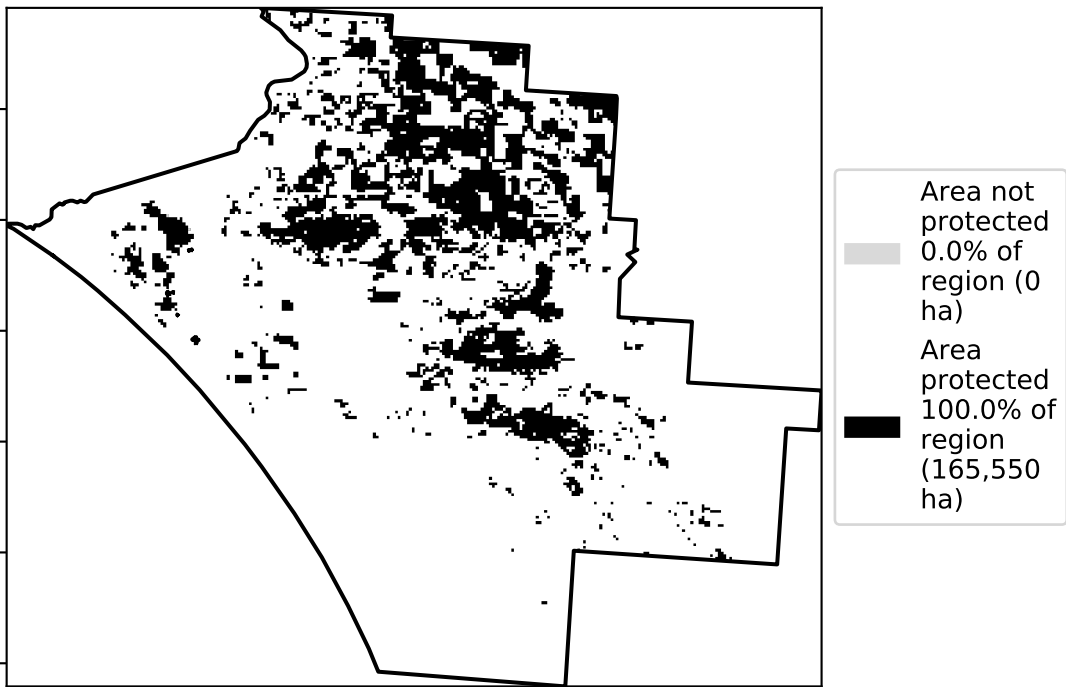 Area not
protected
0.0% of
region (0
ha)
Area
protected
100.0% of
region
(165,550
ha)